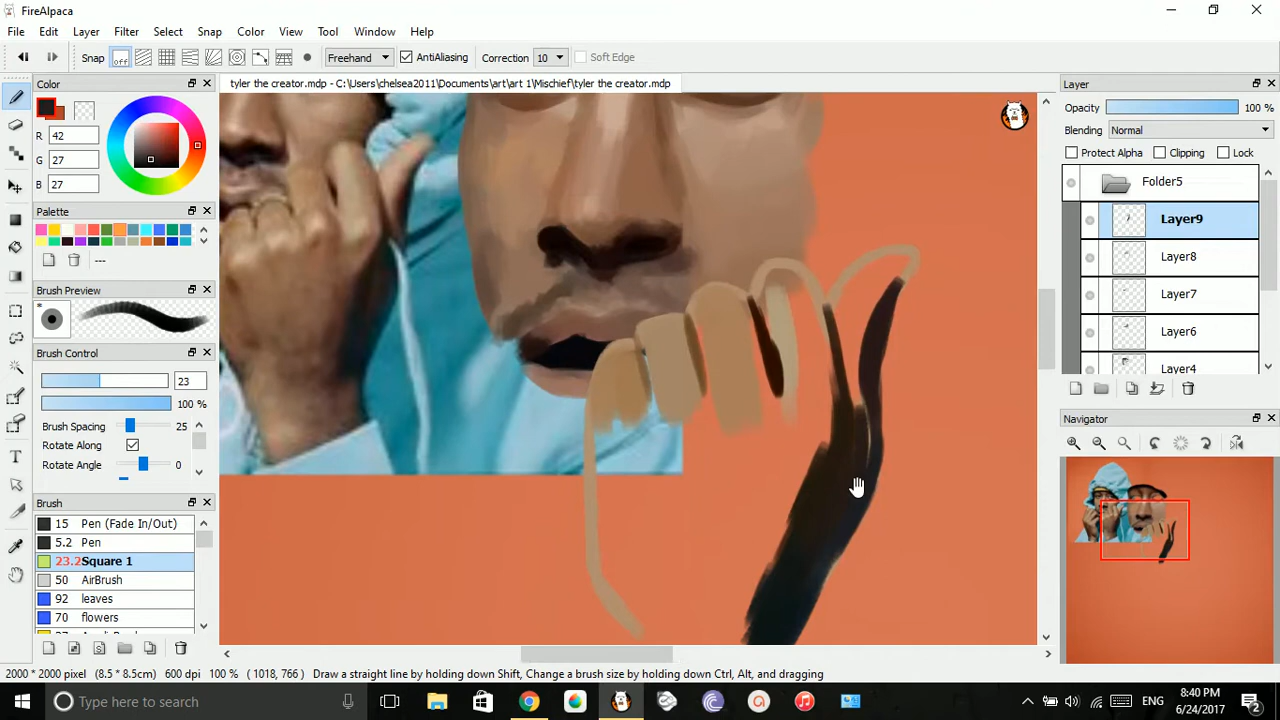 FireAlpaca
File Edit Layer Filter Select Snap Color View Tool Window Help
Snap off Freehand AntiAliasing Correction 10 Soft Edge
Color
tyler the creator.mdp - C:\Users\chelsea2011\Documents\art\art 1\Mischief\tyler the creator.mdp
Layer
Opacity 100 %
Blending Normal
Protect Alpha Clipping Lock
R 42
G 27
B 27
Folder5
Layer9
Layer8
Layer7
Layer6
Layer4
Palette
---
Brush Preview
*
Brush Control
23
100 %
Brush Spacing 25
Rotate Along
Rotate Angle 0
Navigator
Brush
15 Pen (Fade In/Out)
5.2 Pen
23.2 Square 1
50 AirBrush
92 leaves
70 flowers
2000 * 2000 pixel (8.5 * 8.5cm) 600 dpi 100 % ( 1018, 766 ) Draw a straight line by holding down Shift, Change a brush size by holding down Ctrl, Alt, and dragging
Type here to search
ENG
8:40 PM
6/24/2017
2